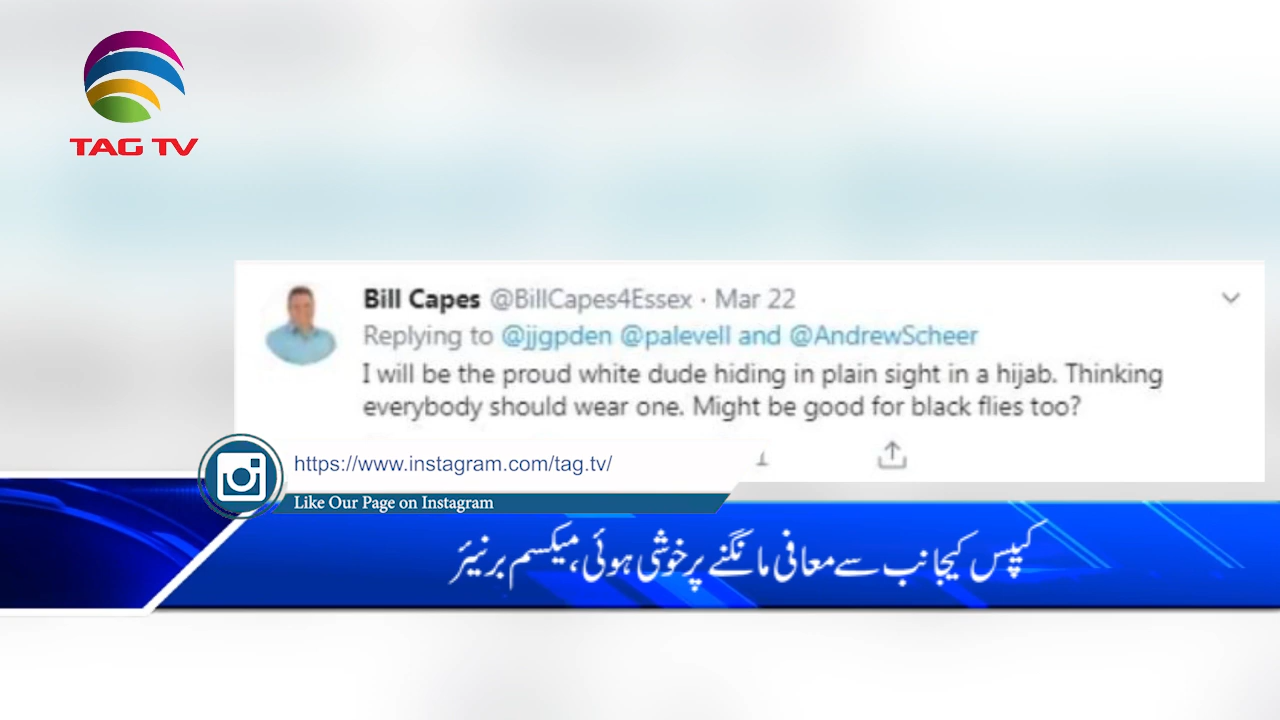 TAG TV
Bill Capes @BillCapes4Essex · Mar 22
Replying to @jjgpden @palevell and @AndrewScheer
I will be the proud white dude hiding in plain sight in a hijab. Thinking
everybody should wear one. Might be good for black flies too?
https://www.instagram.com/tag.tv/
Like Our Page on Instagram
کیپس کیجانب سے معافی مانگنے پر خوشی ہوئی، میکسم برنیئر